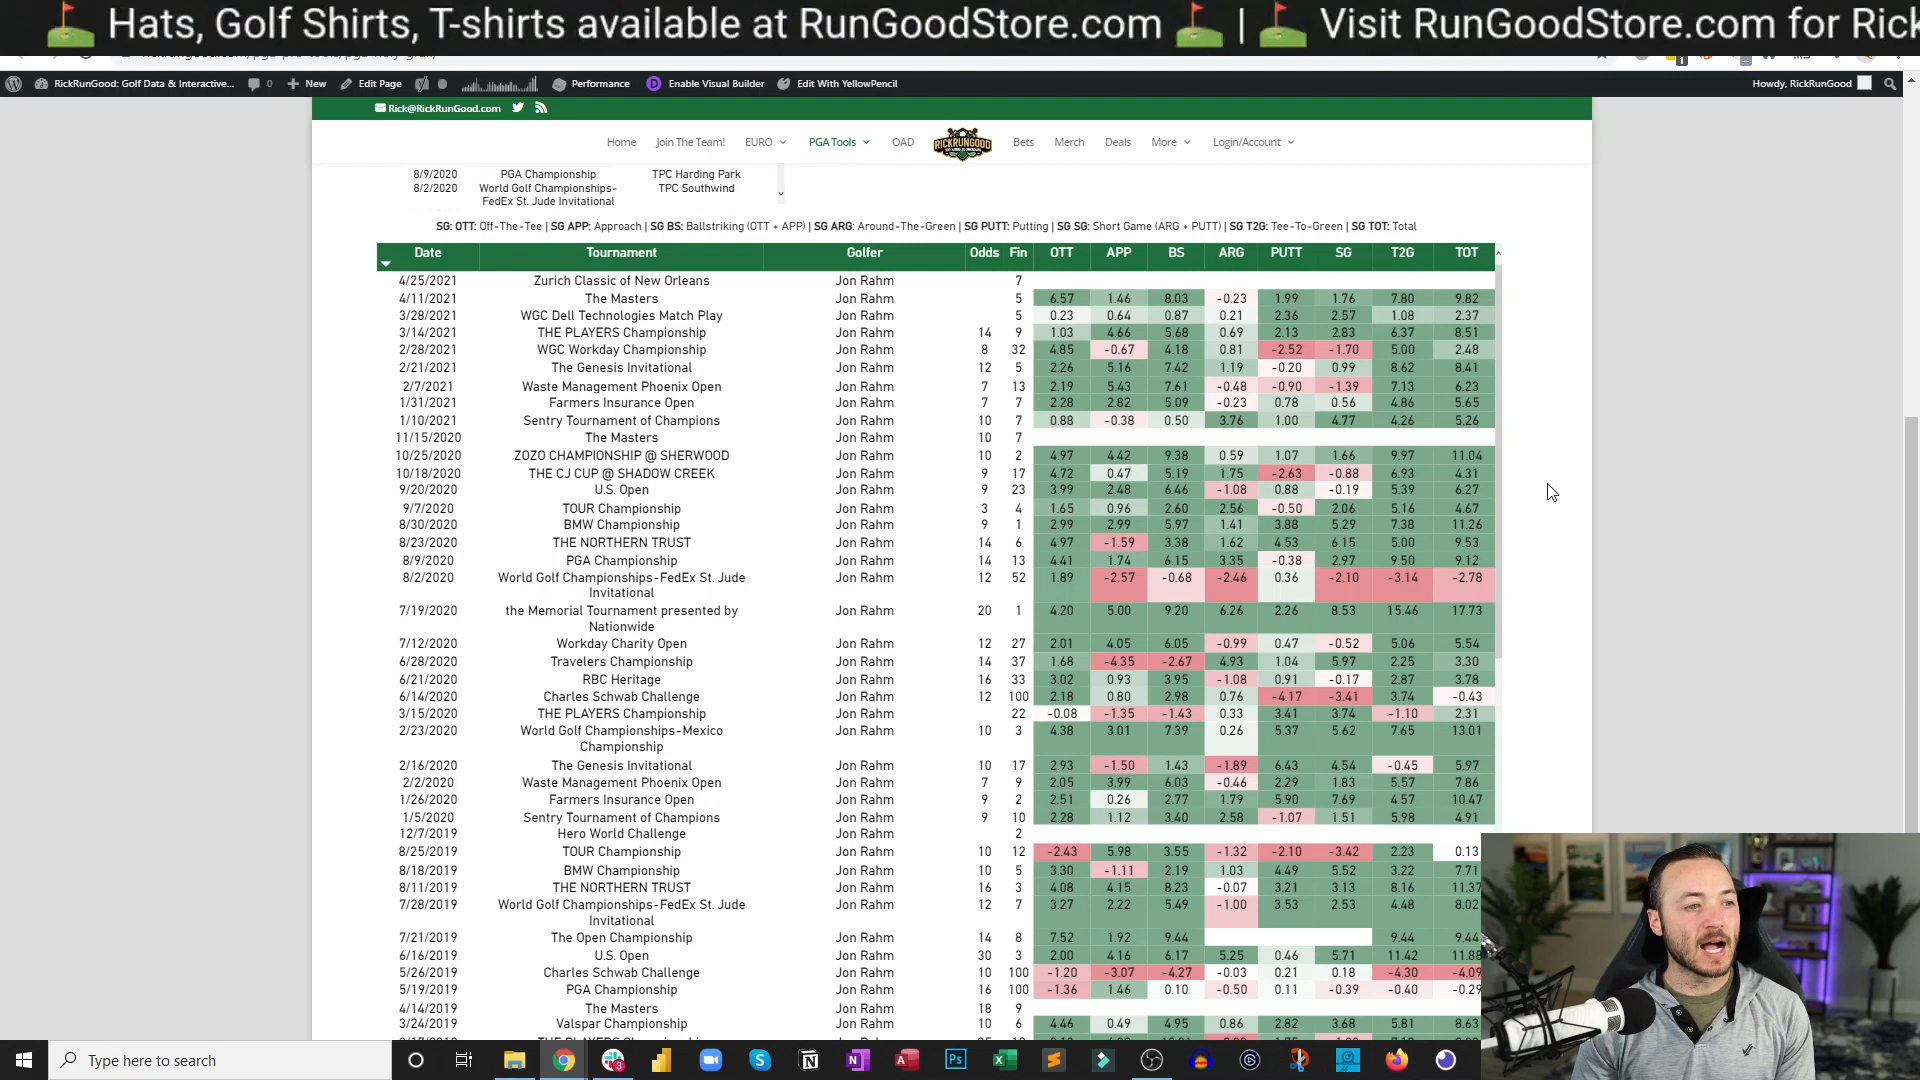 Hats, Golf Shirts, T-shirts available at RunGoodStore.com | Visit RunGoodStore.com for Rick
RickRunGood: Golf Data & Interactive... 0 New Edit Page Performance Enable Visual Builder Edit With YellowPencil Howdy, RickRunGood
Rick@RickRunGood.com
Home Join The Team! EURO PGA Tools OAD RICKRUNGOOD Bets Merch Deals More Login/Account
8/9/2020 PGA Championship TPC Harding Park
8/2/2020 World Golf Championships- TPC Southwind
FedEx St. Jude Invitational
SG: OTT: Off-The-Tee | SG APP: Approach | SG BS: Ballstriking (OTT + APP) | SG ARG: Around-The-Green | SG PUTT: Putting | SG SG: Short Game (ARG + PUTT) | SG T2G: Tee-To-Green | SG TOT: Total
Date Tournament Golfer Odds Fin OTT APP BS ARG PUTT SG T2G TOT
4/25/2021 Zurich Classic of New Orleans Jon Rahm 7
4/11/2021 The Masters Jon Rahm 5 6.57 1.46 8.03 -0.23 1.99 1.76 7.80 9.82
3/28/2021 WGC Dell Technologies Match Play Jon Rahm 5 0.23 0.64 0.87 0.21 2.36 2.57 1.08 2.37
3/14/2021 THE PLAYERS Championship Jon Rahm 14 9 1.03 4.66 5.68 0.69 2.13 2.83 6.37 8.51
2/28/2021 WGC Workday Championship Jon Rahm 8 32 4.85 -0.67 4.18 0.81 -2.52 -1.70 5.00 2.48
2/21/2021 The Genesis Invitational Jon Rahm 12 5 2.26 5.16 7.42 1.19 -0.20 0.99 8.62 8.41
2/7/2021 Waste Management Phoenix Open Jon Rahm 7 13 2.19 5.43 7.61 -0.48 -0.90 -1.39 7.13 6.23
1/31/2021 Farmers Insurance Open Jon Rahm 7 7 2.28 2.82 5.09 -0.23 0.78 0.56 4.86 5.65
1/10/2021 Sentry Tournament of Champions Jon Rahm 10 7 0.88 -0.38 0.50 3.76 1.00 4.77 4.26 5.26
11/15/2020 The Masters Jon Rahm 10 7
10/25/2020 ZOZO CHAMPIONSHIP @ SHERWOOD Jon Rahm 10 2 4.97 4.42 9.38 0.59 1.07 1.66 9.97 11.04
10/18/2020 THE CJ CUP @ SHADOW CREEK Jon Rahm 9 17 4.72 0.47 5.19 1.75 -2.63 -0.88 6.93 4.31
9/20/2020 U.S. Open Jon Rahm 9 23 3.99 2.48 6.46 -1.08 0.88 -0.19 5.39 6.27
9/7/2020 TOUR Championship Jon Rahm 3 4 1.65 0.96 2.60 2.56 -0.50 2.06 5.16 4.67
8/30/2020 BMW Championship Jon Rahm 9 1 2.99 2.99 5.97 1.41 3.88 5.29 7.38 11.26
8/23/2020 THE NORTHERN TRUST Jon Rahm 14 6 4.97 -1.59 3.38 1.62 4.53 6.15 5.00 9.53
8/9/2020 PGA Championship Jon Rahm 14 13 4.41 1.74 6.15 3.35 -0.38 2.97 9.50 9.12
8/2/2020 World Golf Championships-FedEx St. Jude Jon Rahm 12 52 1.89 -2.57 -0.68 -2.46 0.36 -2.10 -3.14 -2.78
Invitational
7/19/2020 the Memorial Tournament presented by Jon Rahm 20 1 4.20 5.00 9.20 6.26 2.26 8.53 15.46 17.73
Nationwide
7/12/2020 Workday Charity Open Jon Rahm 12 27 2.01 4.05 6.05 -0.99 0.47 -0.52 5.06 5.54
6/28/2020 Travelers Championship Jon Rahm 14 37 1.68 -4.35 -2.67 4.93 1.04 5.97 2.25 3.30
6/21/2020 RBC Heritage Jon Rahm 16 33 3.02 0.93 3.95 -1.08 0.91 -0.17 2.87 3.78
6/14/2020 Charles Schwab Challenge Jon Rahm 12 100 2.18 0.80 2.98 0.76 -4.17 -3.41 3.74 -0.43
3/15/2020 THE PLAYERS Championship Jon Rahm 22 -0.08 -1.35 -1.43 0.33 3.41 3.74 -1.10 2.31
2/23/2020 World Golf Championships-Mexico Jon Rahm 10 3 4.38 3.01 7.39 0.26 5.37 5.62 7.65 13.01
Championship
2/16/2020 The Genesis Invitational Jon Rahm 10 17 2.93 -1.50 1.43 -1.89 6.43 4.54 -0.45 5.97
2/2/2020 Waste Management Phoenix Open Jon Rahm 7 9 2.05 3.99 6.03 -0.46 2.29 1.83 5.57 7.86
1/26/2020 Farmers Insurance Open Jon Rahm 9 2 2.51 0.26 2.77 1.79 5.90 7.69 4.57 10.47
1/5/2020 Sentry Tournament of Champions Jon Rahm 9 10 2.28 1.12 3.40 2.58 -1.07 1.51 5.98 4.91
12/7/2019 Hero World Challenge Jon Rahm 2
8/25/2019 TOUR Championship Jon Rahm 10 12 -2.43 5.98 3.55 -1.32 -2.10 -3.42 2.23 0.13
8/18/2019 BMW Championship Jon Rahm 10 5 3.30 -1.11 2.19 1.03 4.49 5.52 3.22 7.71
8/11/2019 THE NORTHERN TRUST Jon Rahm 16 3 4.08 4.15 8.23 -0.07 3.21 3.13 8.16 11.37
7/28/2019 World Golf Championships-FedEx St. Jude Jon Rahm 12 7 3.27 2.22 5.49 -1.00 3.53 2.53 4.48 8.02
Invitational
7/21/2019 The Open Championship Jon Rahm 14 8 7.52 1.92 9.44 9.44 9.44
6/16/2019 U.S. Open Jon Rahm 30 3 2.00 4.16 6.17 5.25 0.46 5.71 11.42 11.88
5/26/2019 Charles Schwab Challenge Jon Rahm 10 100 -1.20 -3.07 -4.27 -0.03 0.21 0.18 -4.30 -4.09
5/19/2019 PGA Championship Jon Rahm 16 100 -1.36 1.46 0.10 -0.50 0.11 -0.39 -0.40 -0.29
4/14/2019 The Masters Jon Rahm 18 9
3/24/2019 Valspar Championship Jon Rahm 10 6 4.46 0.49 4.95 0.86 2.82 3.68 5.81 8.63
Type here to search